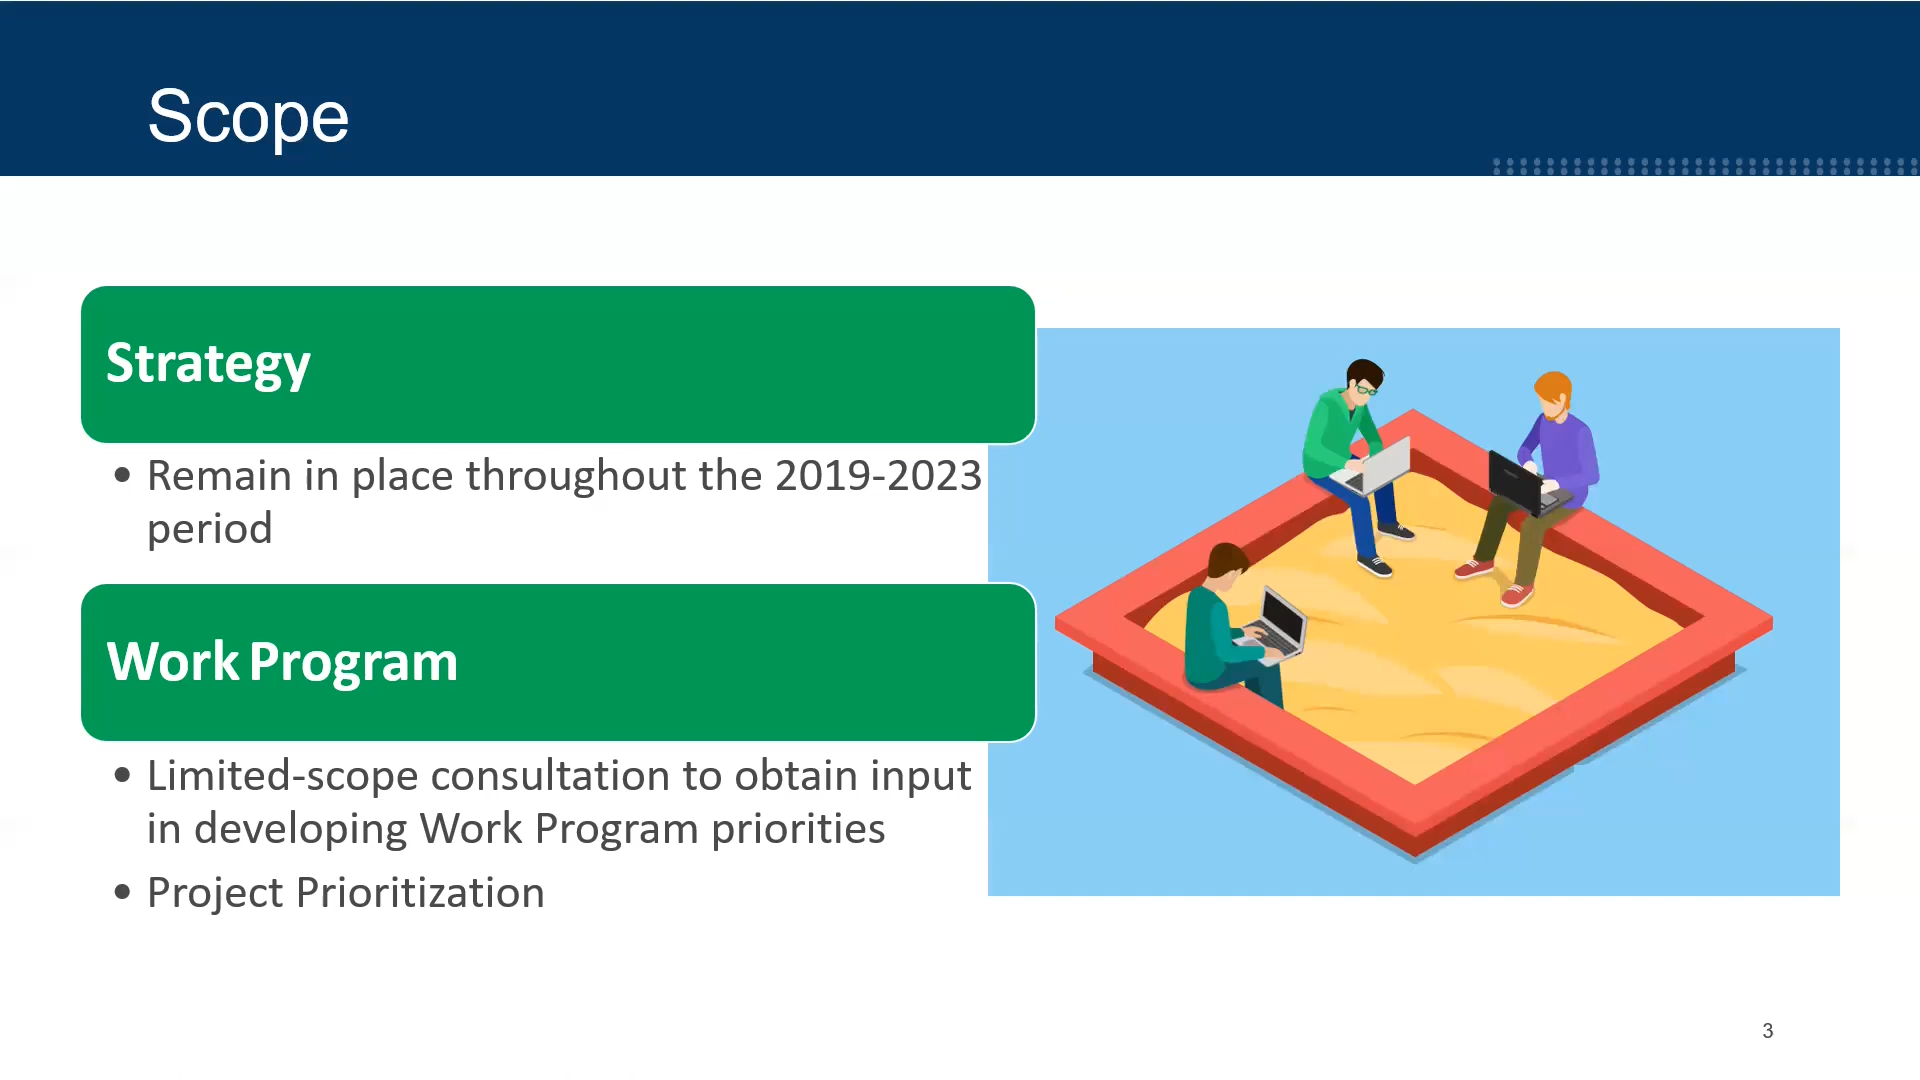 Scope
Strategy
• Remain in place throughout the 2019-2023
period
Work Program
• Limited-scope consultation to obtain input
in developing Work Program priorities
• Project Prioritization
3